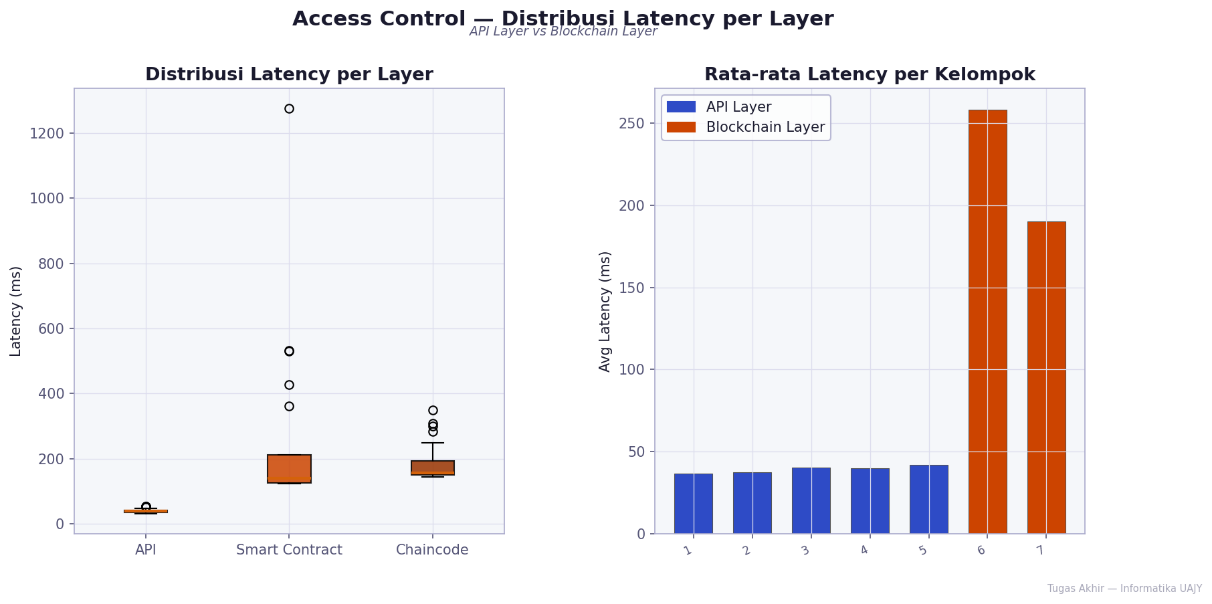 Access Control — Distribusi Latency per Layer
API Layer vs Blockchain Layer
Distribusi Latency per Layer
Latency (ms)
1200
1000
800
600
400
200
0
API
Smart Contract
Chaincode
Rata-rata Latency per Kelompok
API Layer
Blockchain Layer
Avg Latency (ms)
250
200
150
100
50
0
1
2
3
4
5
6
7
Tugas Akhir — Informatika UAJY